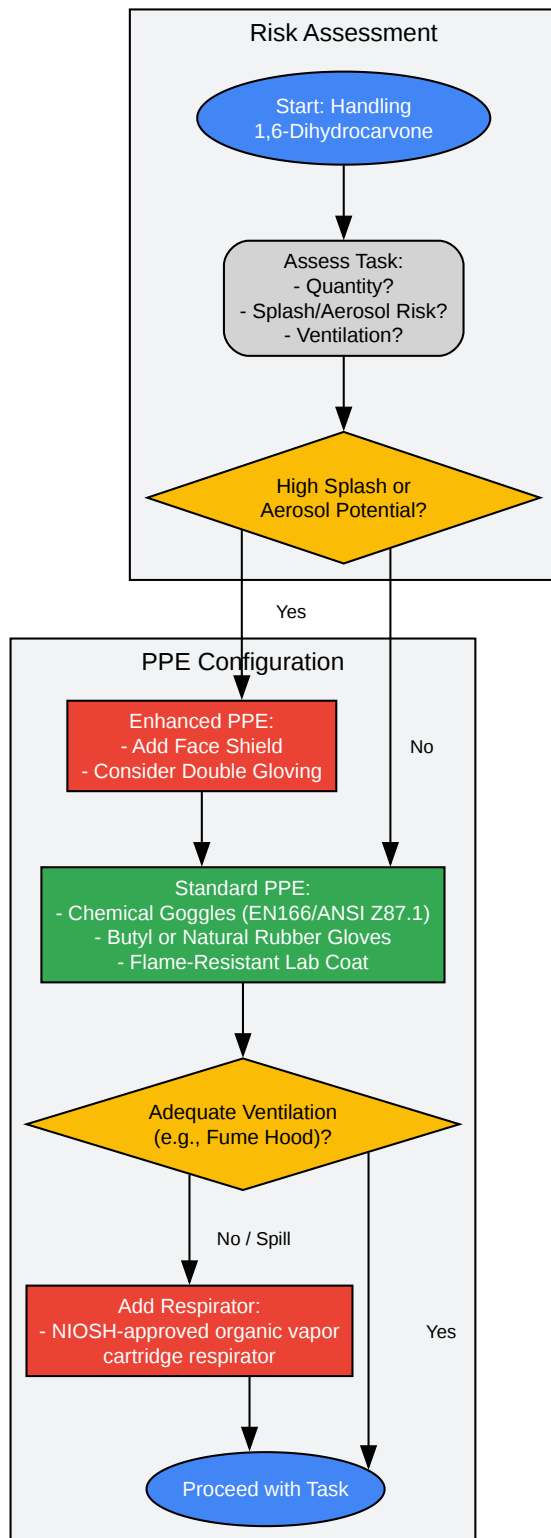 Risk Assessment
Start: Handling
1,6-Dihydrocarvone
Assess Task:
- Quantity?
- Splash/Aerosol Risk?
- Ventilation?
High Splash or
Aerosol Potential?
Yes
PPE Configuration
Enhanced PPE:
- Add Face Shield
- Consider Double Gloving
No
Standard PPE:
- Chemical Goggles (EN166/ANSI Z87.1)
- Butyl or Natural Rubber Gloves
- Flame-Resistant Lab Coat
Adequate Ventilation
(e.g., Fume Hood)?
No / Spill
Add Respirator:
- NIOSH-approved organic vapor
cartridge respirator
Yes
Proceed with Task